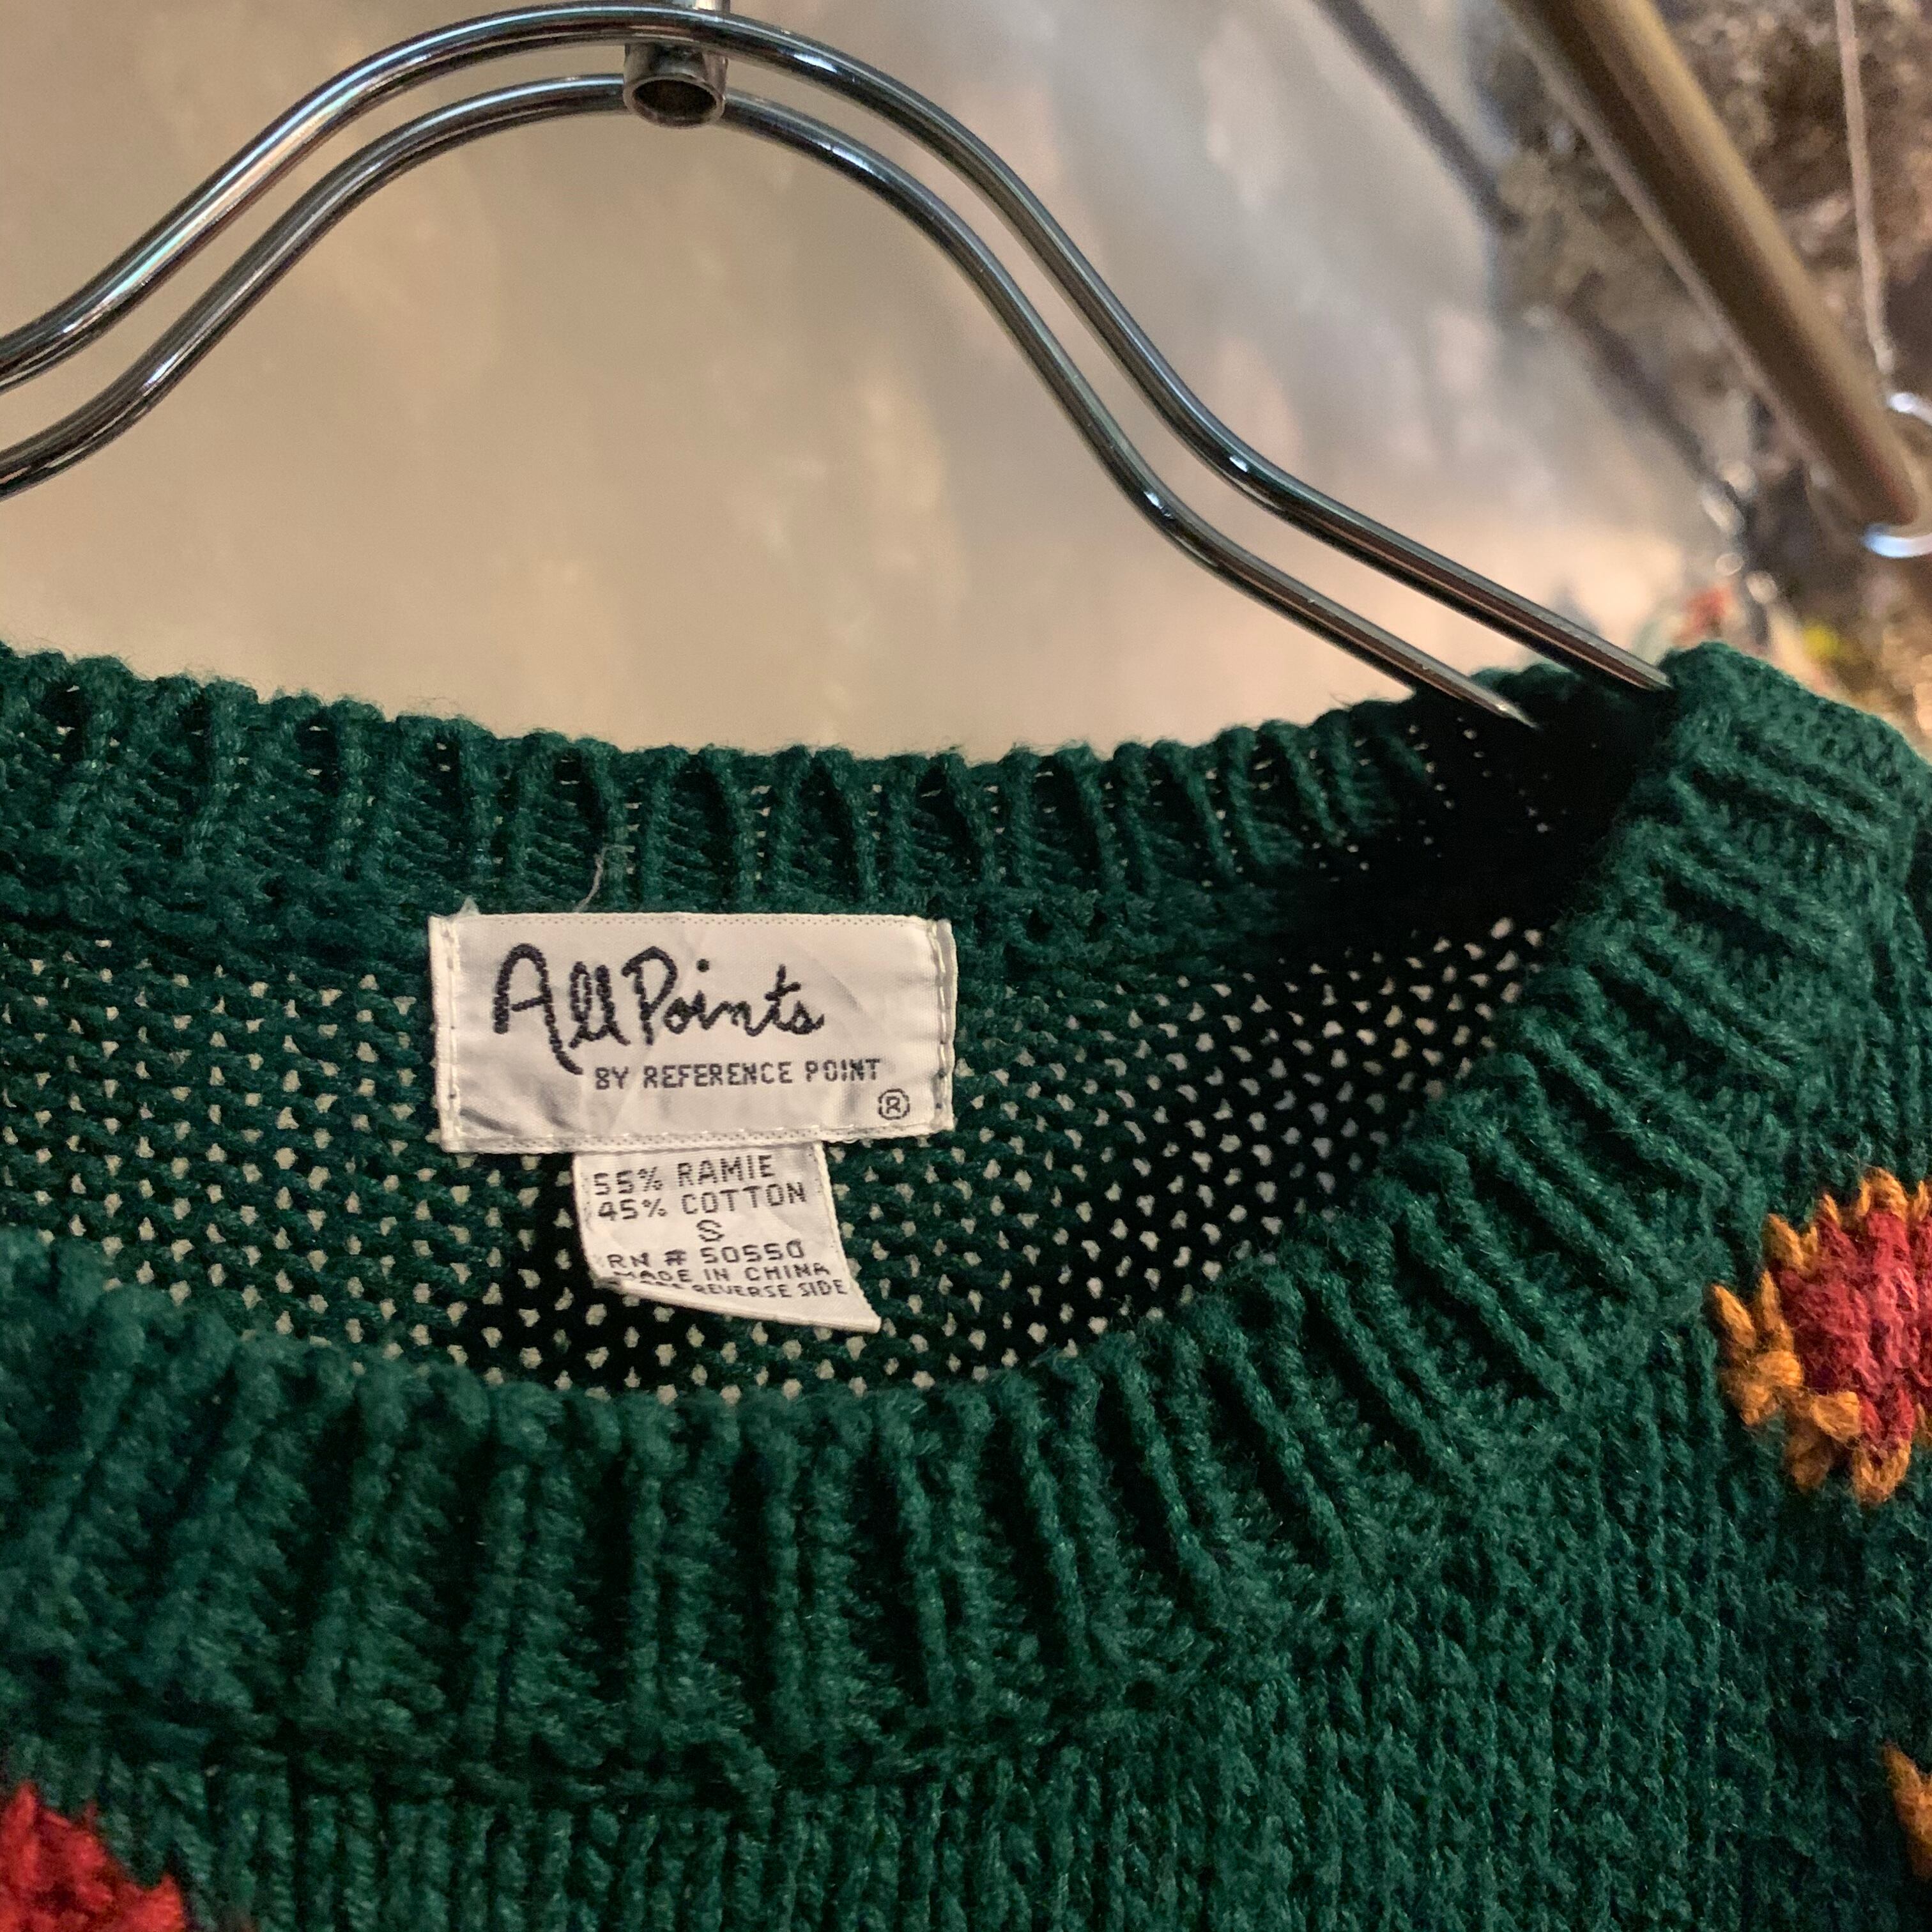 All Points
BY REFERENCE POINT
®
55% RAMIE
45% COTTON
S
RN # 50550
MADE IN CHINA
REVERSE SIDE